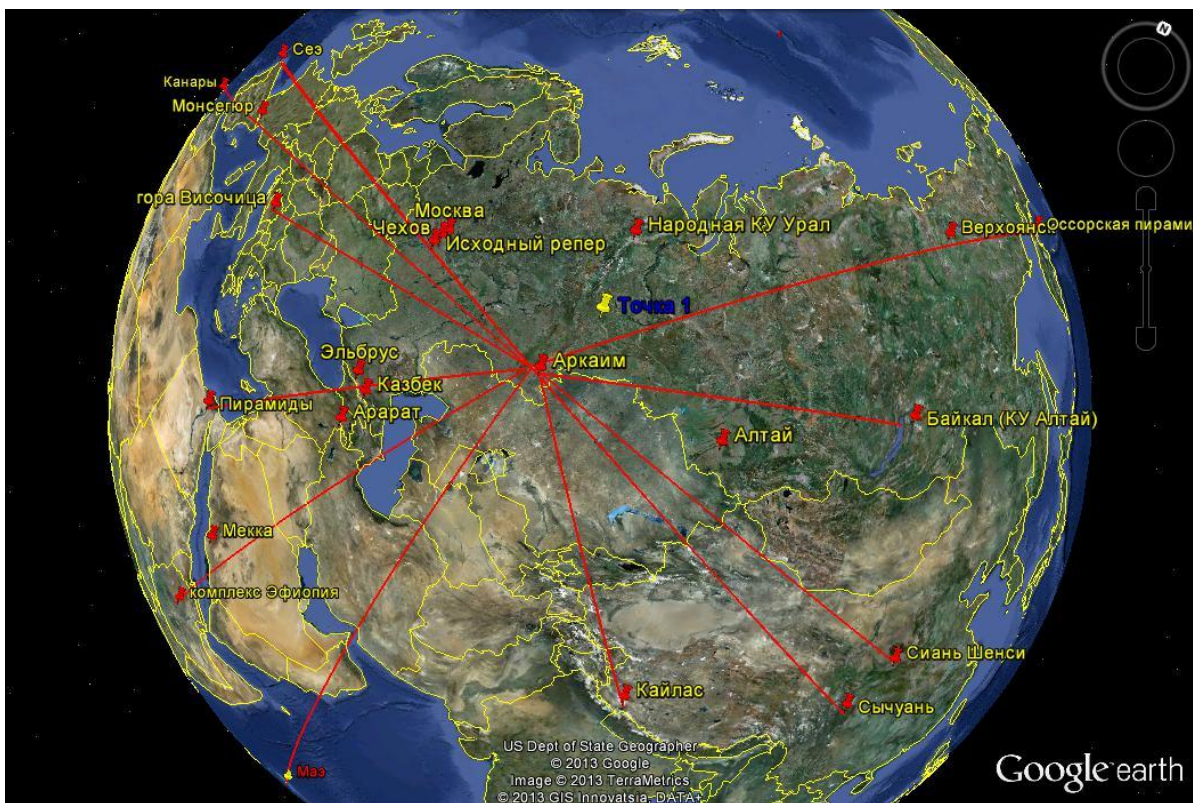 N
Сеэ
Канары
Монсегюр
гора Височица
Москва
Чехов
Исходный репер
Народная КУ Урал
Верхоянск
Оссорская пирами
Точка 1
Аркаим
Эльбрус
Казбек
Пирамиды
Арарат
Байкал (КУ Алтай)
Алтай
Мекка
комплекс Эфиопия
Сиань Шенси
Кайлас
Сычуань
Маз
US Dept of State Geographer
© 2013 Google
Image © 2013 TerraMetrics
© 2013 GIS Innovatsia, DATA+
Google earth